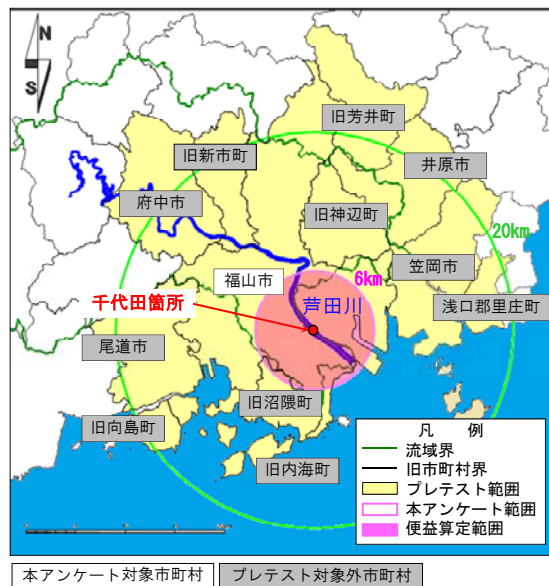 N
S
旧芳井町
旧新市町
井原市
府中市
旧神辺町
20km
笠岡市
福山市
6km
芦田川
浅口郡里庄町
千代田箇所
尾道市
旧沼隈町
旧向島町
旧内海町
凡 例
流域界
旧市町村界
プレテスト範囲
本アンケート範囲
便益算定範囲
本アンケート対象市町村
プレテスト対象外市町村